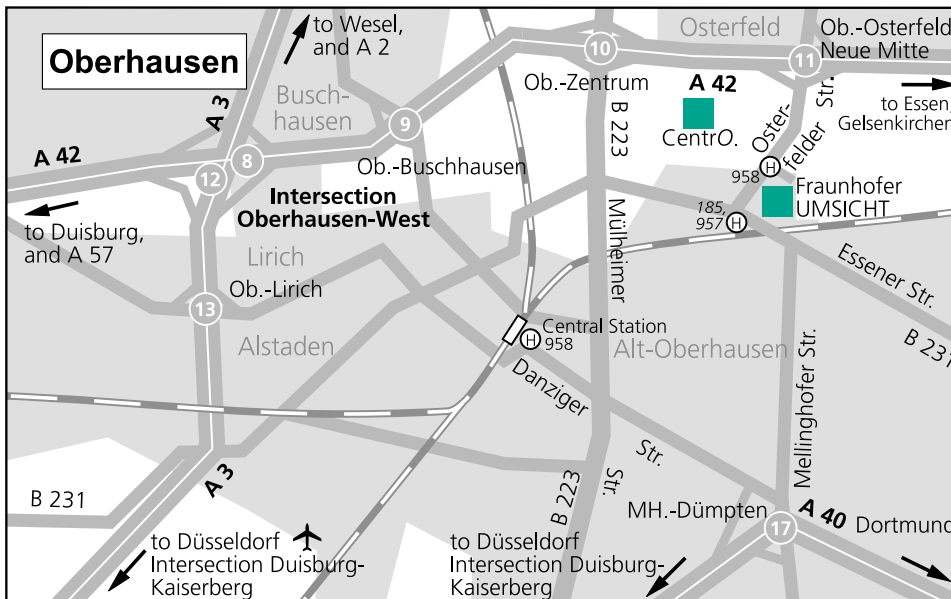 Oberhausen
to Wesel,
and A 2
A 3
Busch-
hausen
10
Ob.-Zentrum
Osterfeld
11
Ob.-Osterfeld
Neue Mitte
A 42
CentrO.
to Essen,
Gelsenkirchen
B 223
Oster-
felder
Str.
A 42
9
8
12
Ob.-Buschhausen
Intersection
Oberhausen-West
H
958
Fraunhofer
UMSICHT
185,
957
H
to Duisburg,
and A 57
Lirich
Ob.-Lirich
13
Mülheimer
Essener Str.
B 231
Central Station
H
958
Alstaden
Alt-Oberhausen
Danziger
Str.
Mellinghofer Str.
A 3
B 231
B 223
Str.
MH.-Dümpten
17
A 40
Dortmund
to Düsseldorf
Intersection Duisburg-
Kaiserberg
to Düsseldorf
Intersection Duisburg-
Kaiserberg